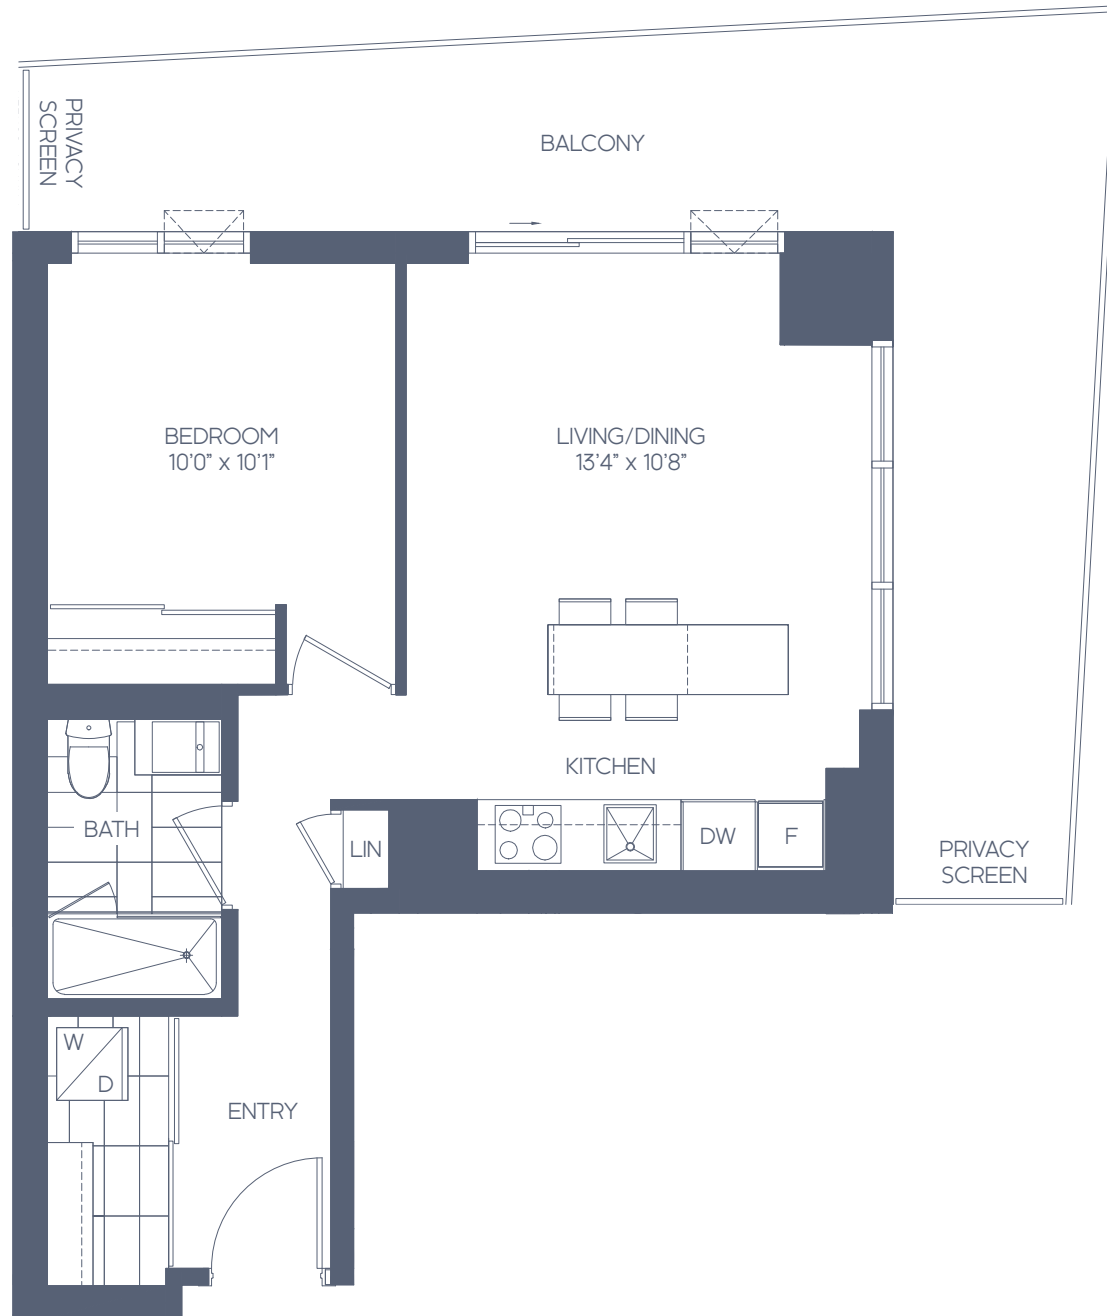 PRIVACY
SCREEN
BALCONY
BEDROOM
10'0” x 10'1”
LIVING/DINING
13'4” x 10'8”
KITCHEN
BATH
LIN
DW
F
PRIVACY
SCREEN
W
D
ENTRY